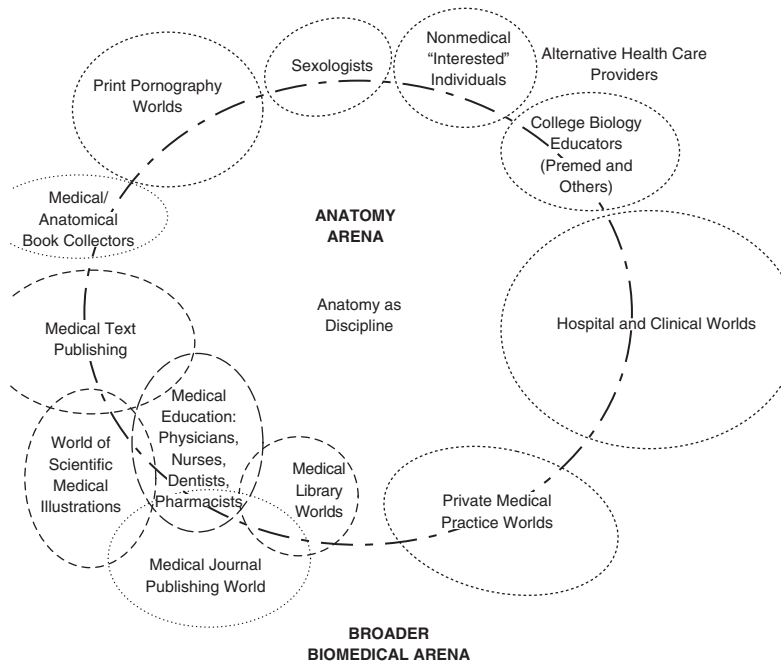 Nonmedical
“Interested”
Individuals
Sexologists
Alternative Health Care
Providers
Print Pornography
Worlds
College Biology
Educators
(Premed and
Others)
Medical/
Anatomical
Book Collectors
ANATOMY
ARENA
Anatomy as
Discipline
Hospital and Clinical Worlds
Medical Text
Publishing
Medical
Education:
Physicians,
Nurses,
Dentists,
Pharmacists
World of
Scientific
Medical
Illustrations
Medical
Library
Worlds
Private Medical
Practice Worlds
Medical Journal
Publishing World
BROADER
BIOMEDICAL ARENA